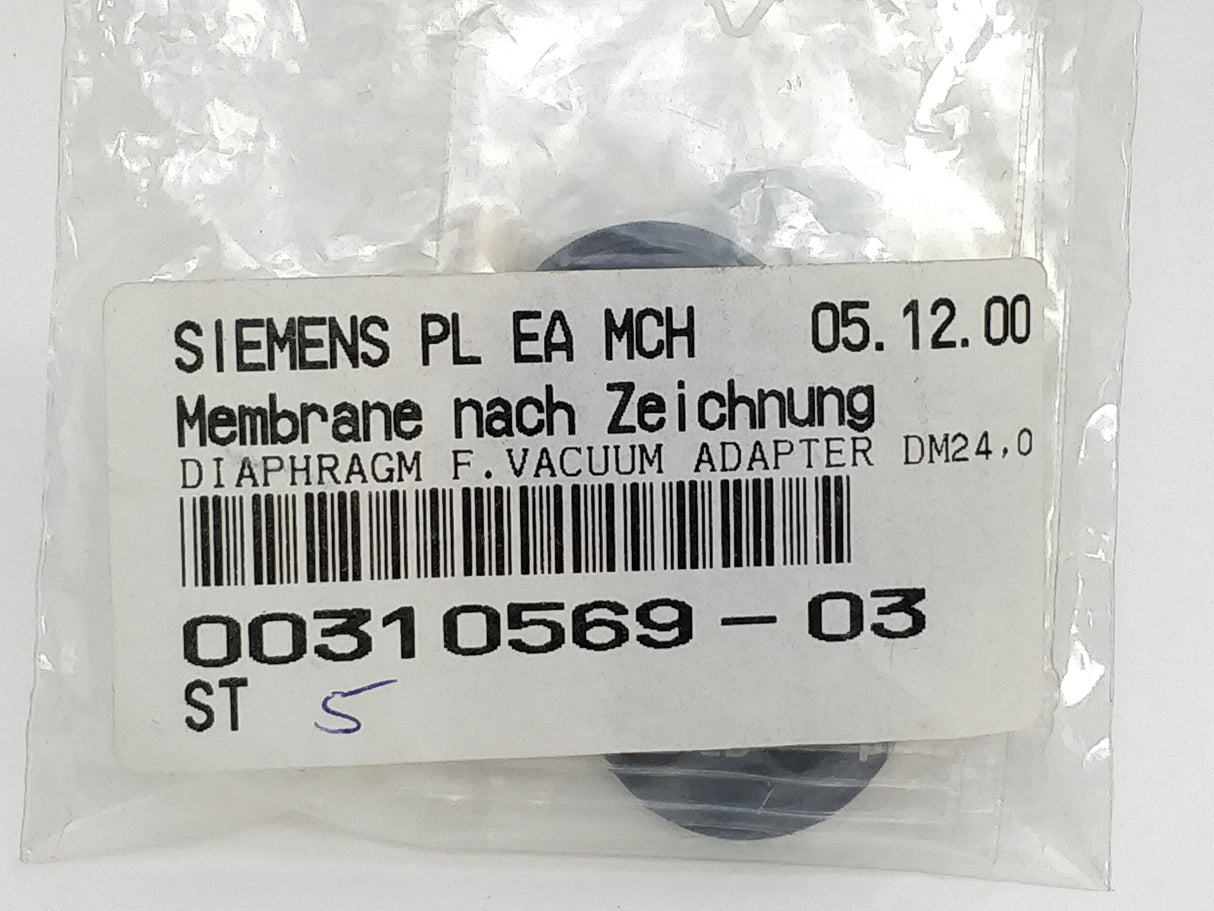 SIEMENS PL EA MCH 05.12.00
Membrane nach Zeichnung
DIAPHRAGM F.VACUUM ADAPTER DM24,0
00310569-03
ST 5